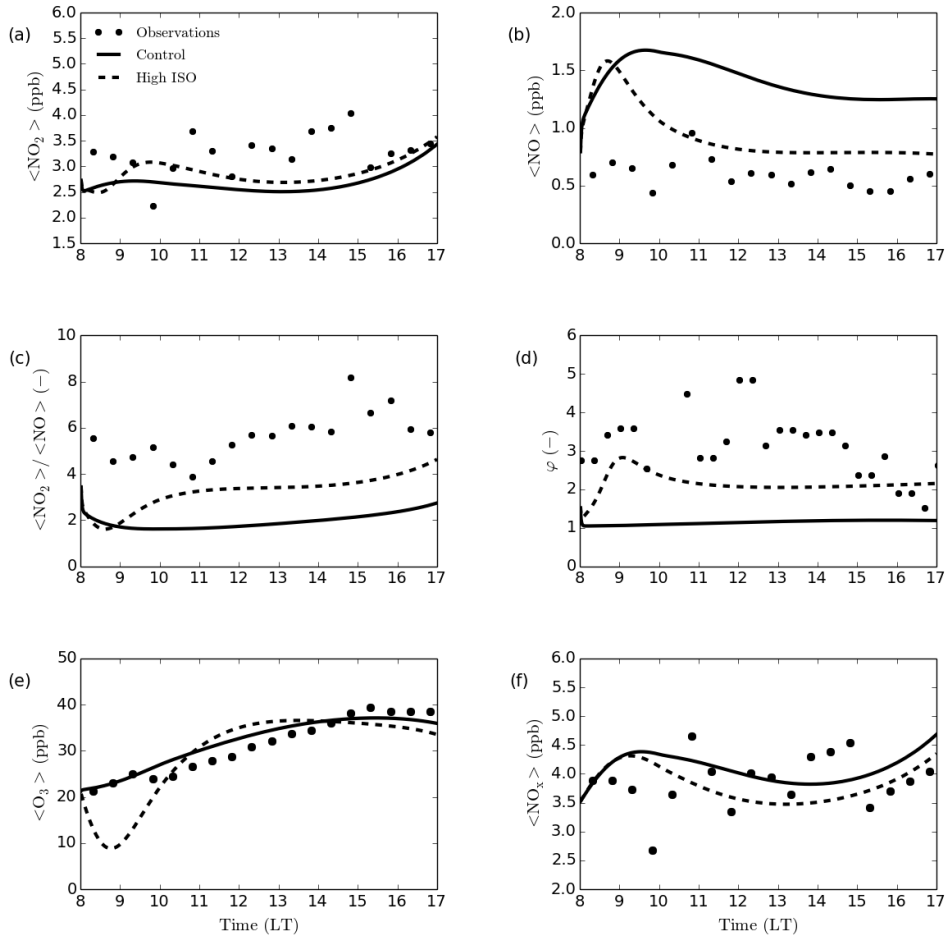 (a)
<NO₂> (ppb)
6.0
5.5
5.0
4.5
4.0
3.5
3.0
2.5
2.0
1.5
Observations
Control
High ISO
8 9 10 11 12 13 14 15 16 17
(b)
<NO> (ppb)
2.0
1.5
1.0
0.5
0.0
8 9 10 11 12 13 14 15 16 17
(c)
<NO₂>/<NO> (−)
10
8
6
4
2
0
8 9 10 11 12 13 14 15 16 17
(d)
φ (−)
6
5
4
3
2
1
0
8 9 10 11 12 13 14 15 16 17
(e)
<O₃> (ppb)
50
40
30
20
10
0
8 9 10 11 12 13 14 15 16 17
Time (LT)
(f)
<NOₓ> (ppb)
6.0
5.5
5.0
4.5
4.0
3.5
3.0
2.5
2.0
8 9 10 11 12 13 14 15 16 17
Time (LT)